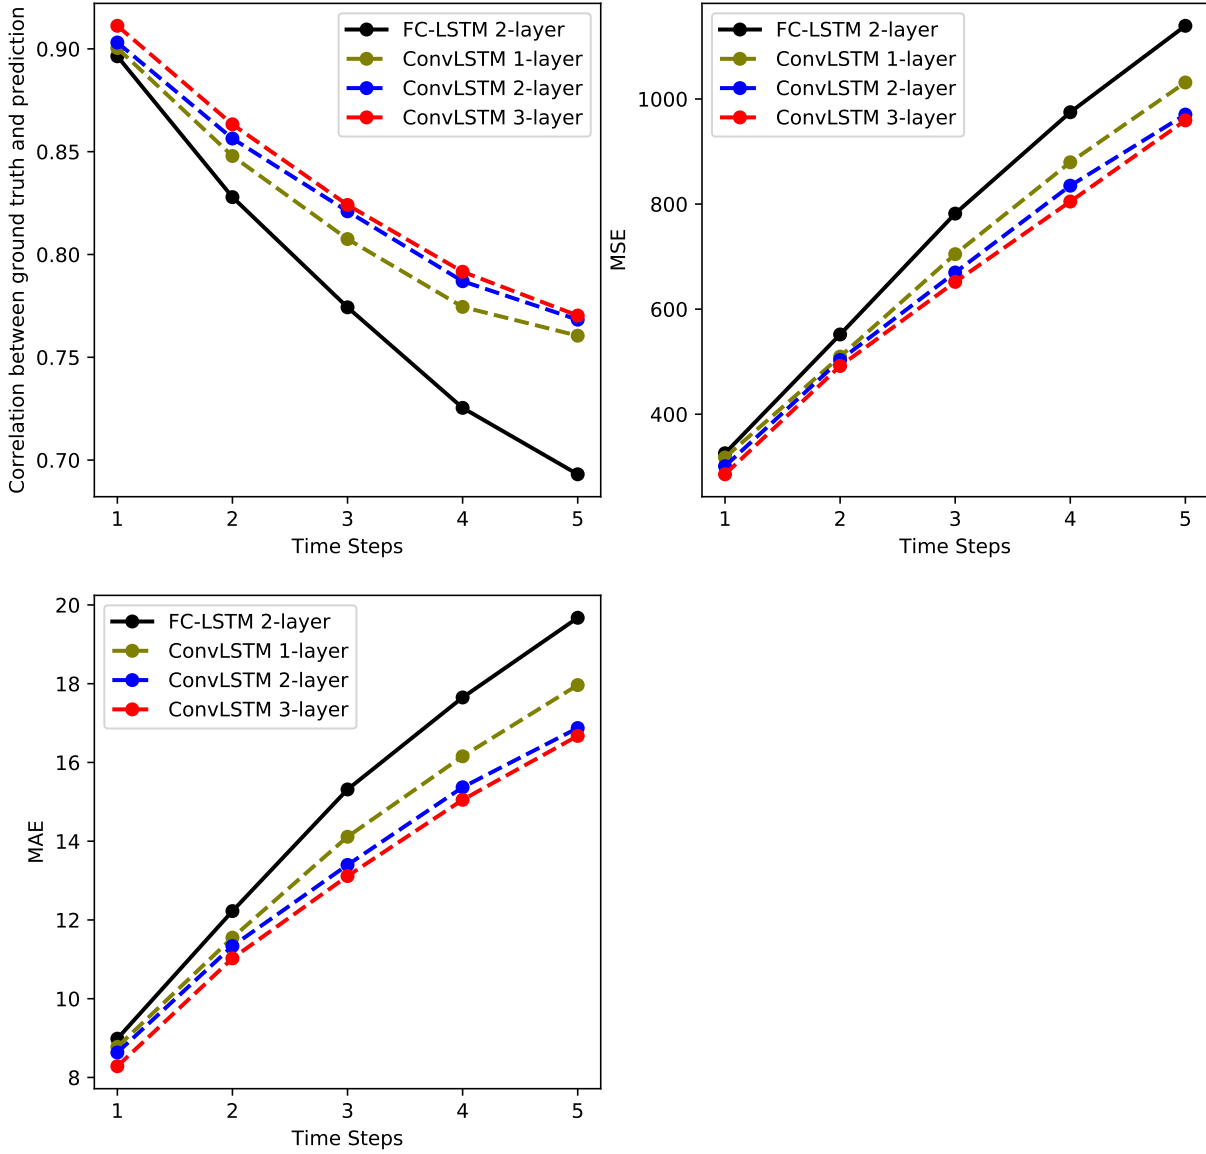 Correlation between ground truth and prediction
0.90
0.85
0.80
0.75
0.70
FC-LSTM 2-layer
ConvLSTM 1-layer
ConvLSTM 2-layer
ConvLSTM 3-layer
1 2 3 4 5
Time Steps
MSE
1000
800
600
400
FC-LSTM 2-layer
ConvLSTM 1-layer
ConvLSTM 2-layer
ConvLSTM 3-layer
1 2 3 4 5
Time Steps
MAE
20
18
16
14
12
10
8
FC-LSTM 2-layer
ConvLSTM 1-layer
ConvLSTM 2-layer
ConvLSTM 3-layer
1 2 3 4 5
Time Steps